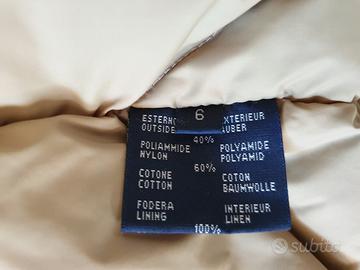 6
ESTERNO EXTERIEUR
OUTSIDE AUBER
40%
POLIAMMIDE POLYAMIDE
NYLON POLYAMID
60%
COTONE COTON
COTTON BAUMWOLLE
FODERA INTERIEUR
LINING LINEN
100%
subito